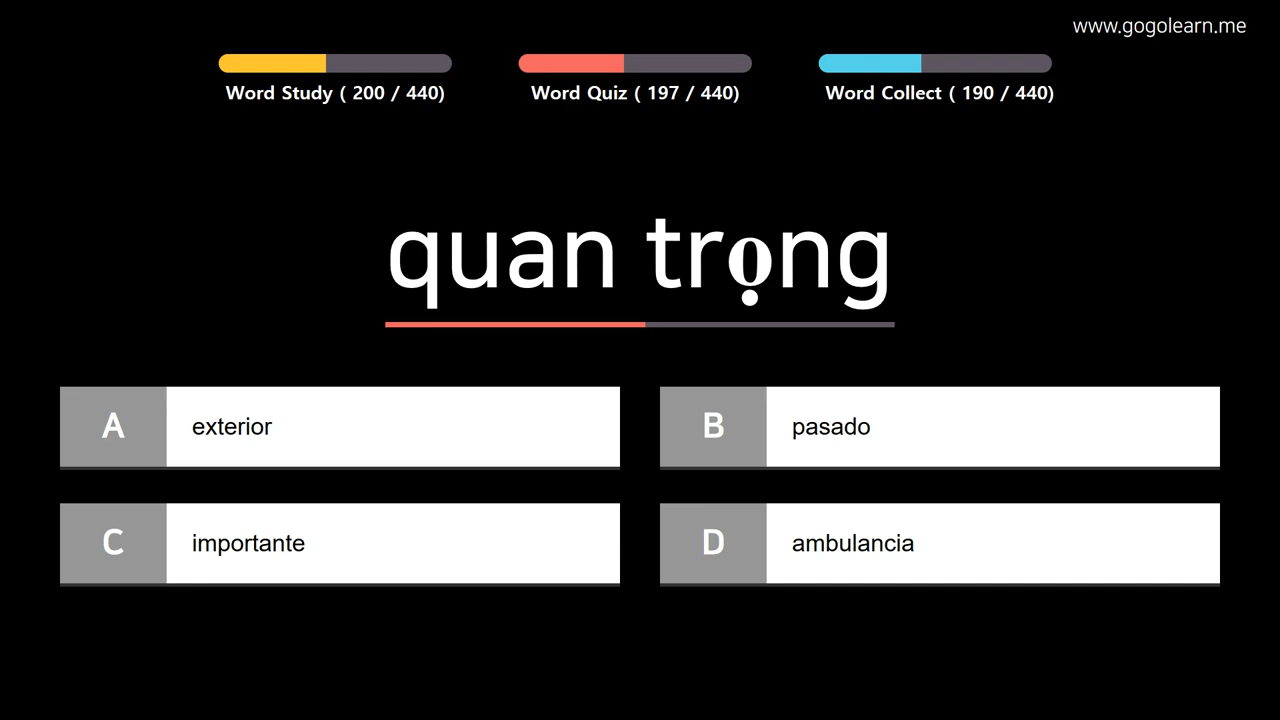 www.gogolearn.me
Word Study ( 200 / 440)
Word Quiz ( 197 / 440)
Word Collect ( 190 / 440)
quan trọng
A exterior
B pasado
C importante
D ambulancia